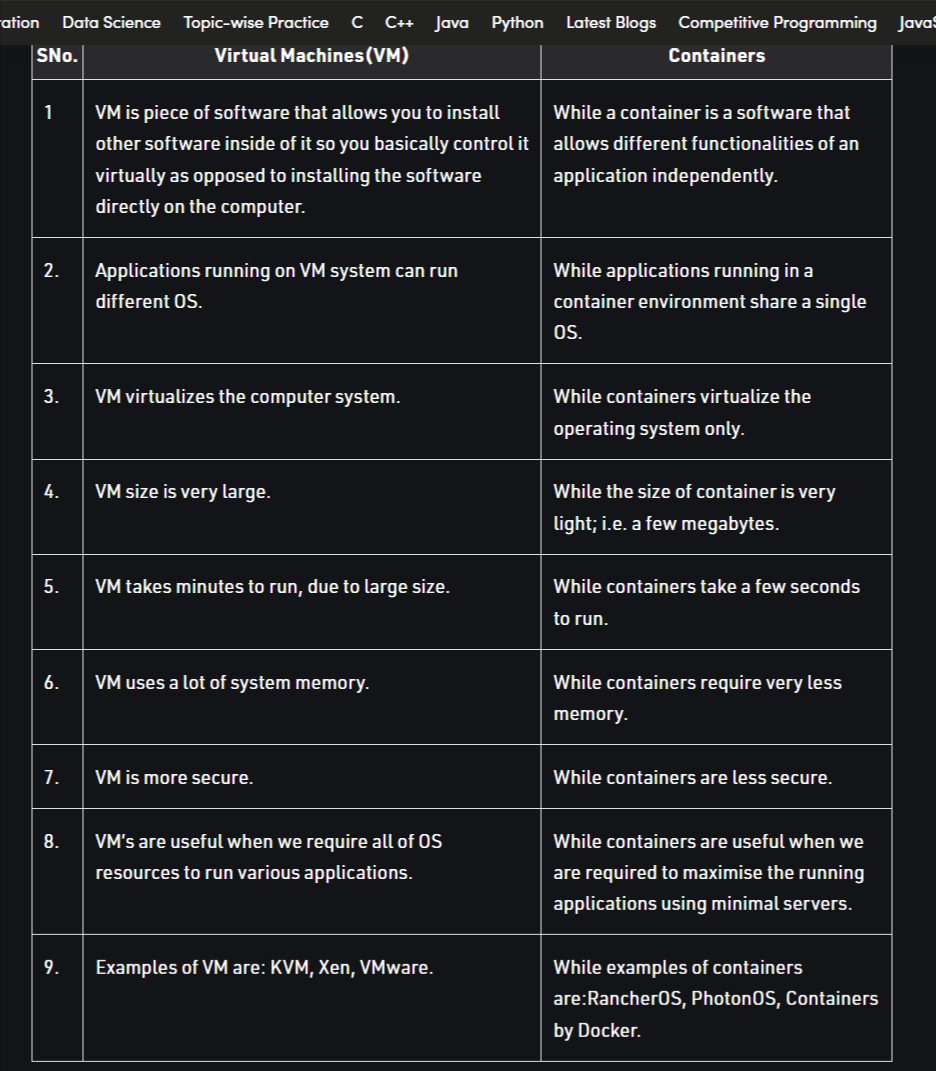 ation Data Science Topic-wise Practice C C++ Java Python Latest Blogs Competitive Programming JavaS
SNo. Virtual Machines(VM) Containers
1 VM is piece of software that allows you to install While a container is a software that
other software inside of it so you basically control it allows different functionalities of an
virtually as opposed to installing the software application independently.
directly on the computer.
2. Applications running on VM system can run While applications running in a
different OS. container environment share a single
OS.
3. VM virtualizes the computer system. While containers virtualize the
operating system only.
4. VM size is very large. While the size of container is very
light; i.e. a few megabytes.
5. VM takes minutes to run, due to large size. While containers take a few seconds
to run.
6. VM uses a lot of system memory. While containers require very less
memory.
7. VM is more secure. While containers are less secure.
8. VM’s are useful when we require all of OS While containers are useful when we
resources to run various applications. are required to maximise the running
applications using minimal servers.
9. Examples of VM are: KVM, Xen, VMware. While examples of containers
are:RancherOS, PhotonOS, Containers
by Docker.